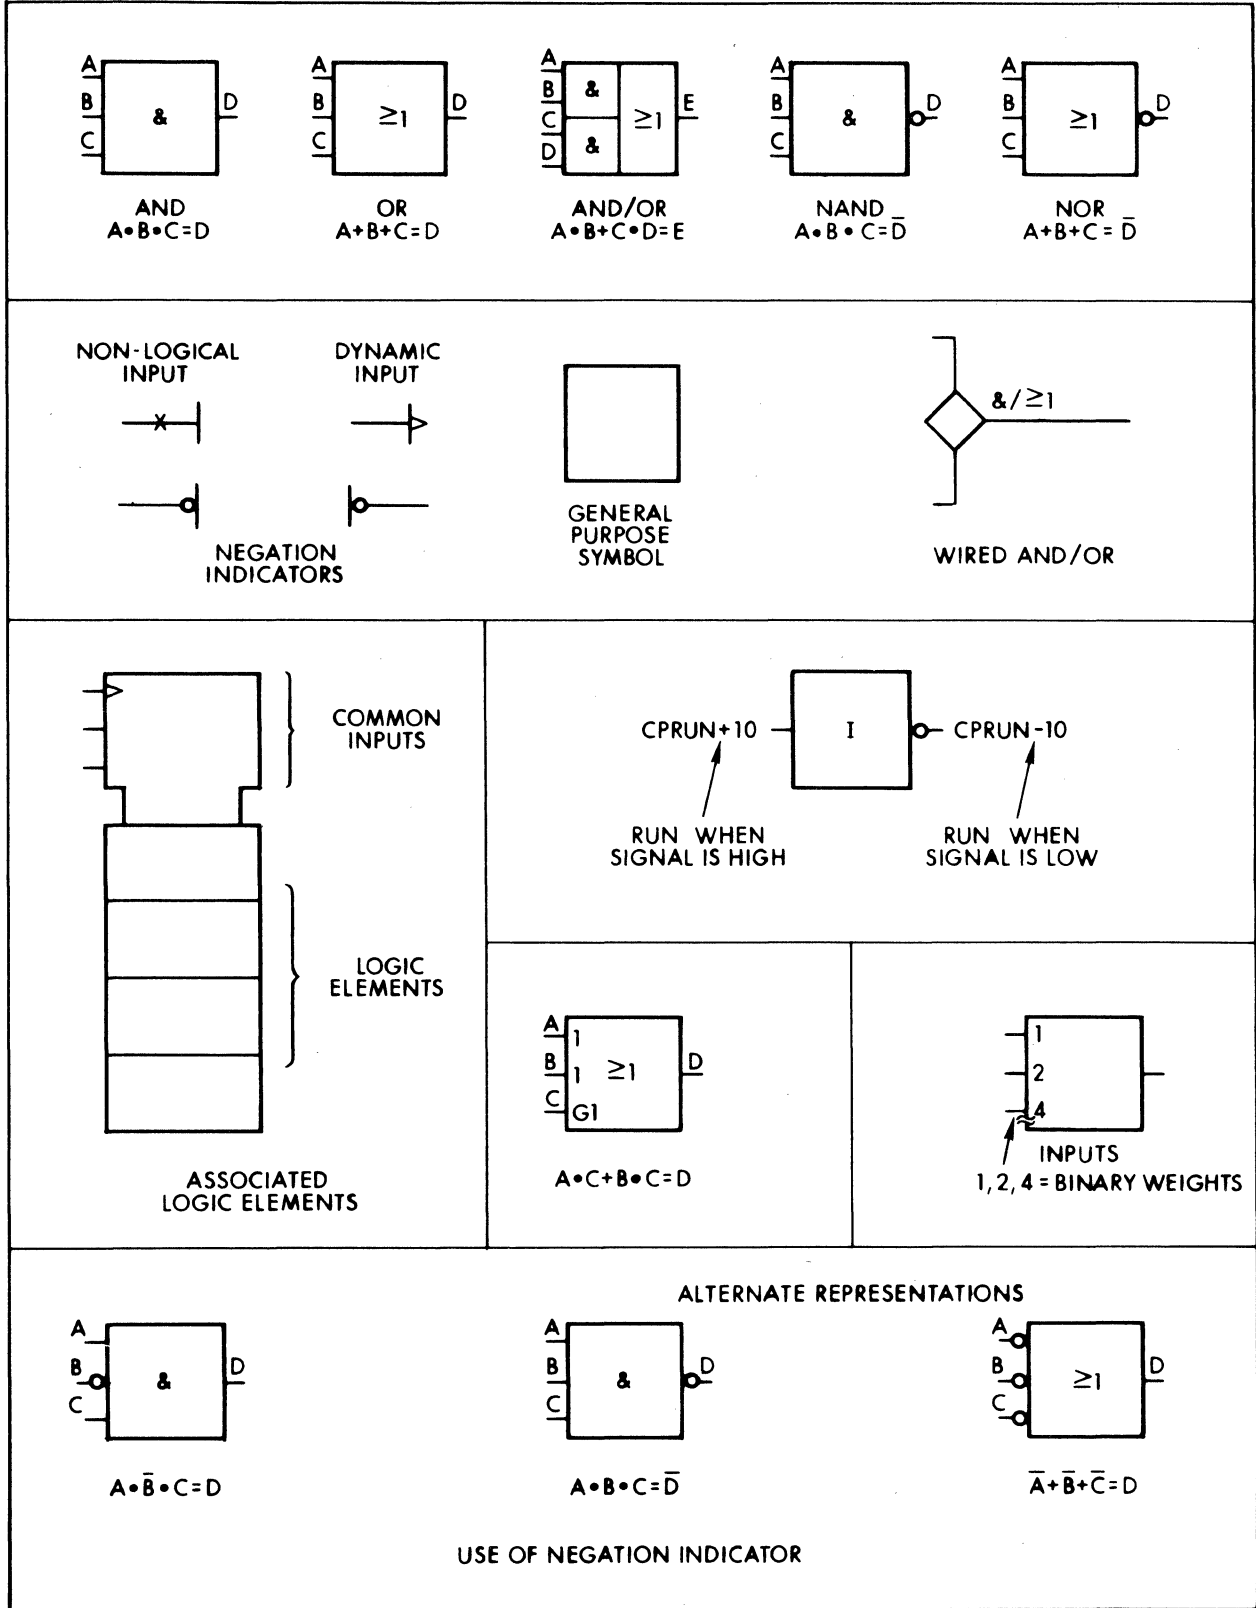 A
B
C
&
D
AND
A•B•C=D
A
B
C
≥1
D
OR
A+B+C=D
A
B
C
D
&
&
≥1
E
AND/OR
A•B+C•D=E
A
B
C
&
D
NAND
A•B•C=D̅
A
B
C
≥1
D
NOR
A+B+C=D̅
NON-LOGICAL
INPUT
X
DYNAMIC
INPUT
NEGATION
INDICATORS
GENERAL
PURPOSE
SYMBOL
&/≥1
WIRED AND/OR
COMMON
INPUTS
LOGIC
ELEMENTS
ASSOCIATED
LOGIC ELEMENTS
CPRUN+10
I
CPRUN-10
RUN WHEN
SIGNAL IS HIGH
RUN WHEN
SIGNAL IS LOW
A
B
C
1
1
G1
≥1
D
A•C+B•C=D
1
2
4
INPUTS
1,2,4=BINARY WEIGHTS
ALTERNATE REPRESENTATIONS
A
B
C
&
D
A•B̅•C=D
A
B
C
&
D
A•B•C=D̅
A
B
C
≥1
D
A̅+B̅+C̅=D
USE OF NEGATION INDICATOR